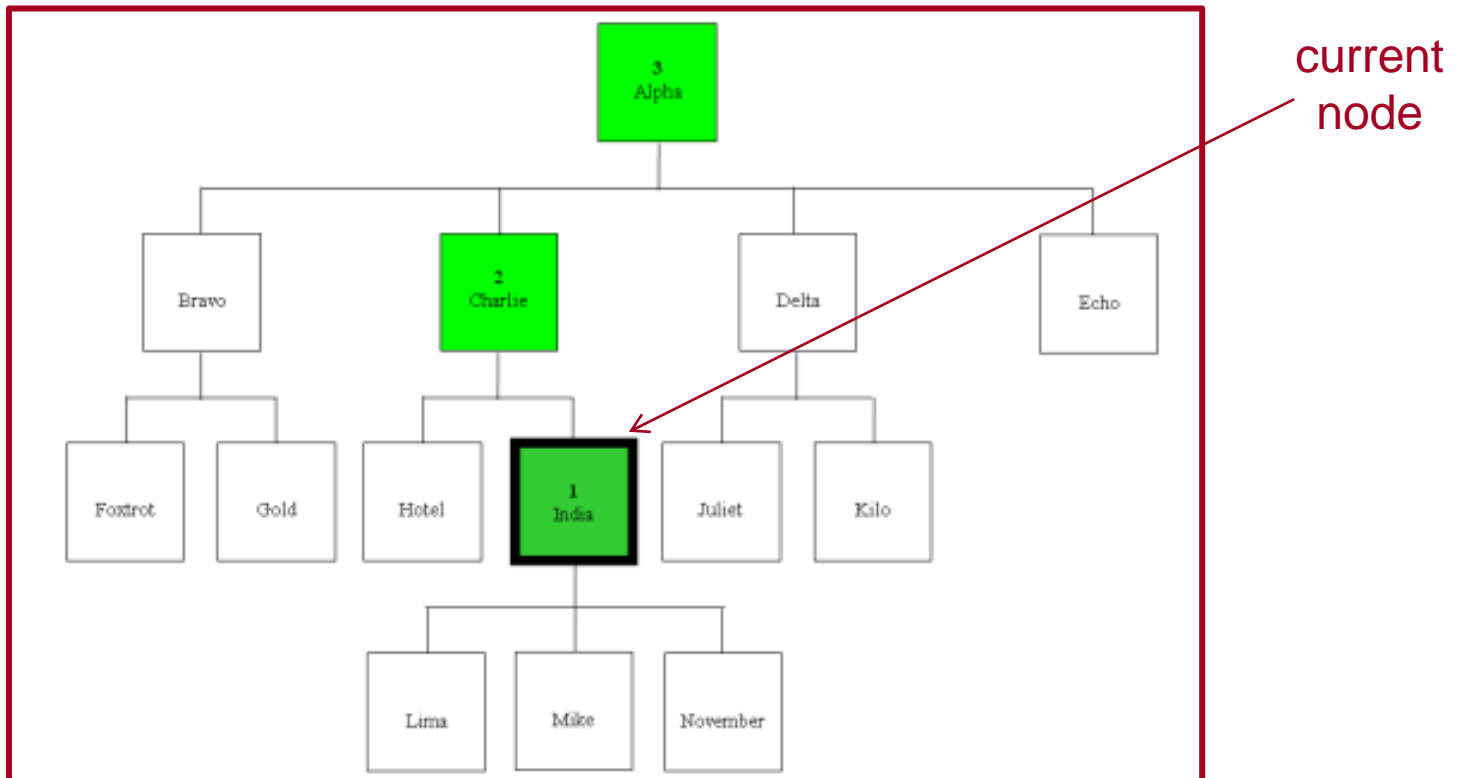 current
node
3
Alpha
Bravo
2
Charlie
Delta
Echo
Foxtrot
Gold
Hotel
1
India
Juliet
Kilo
Lima
Mike
November